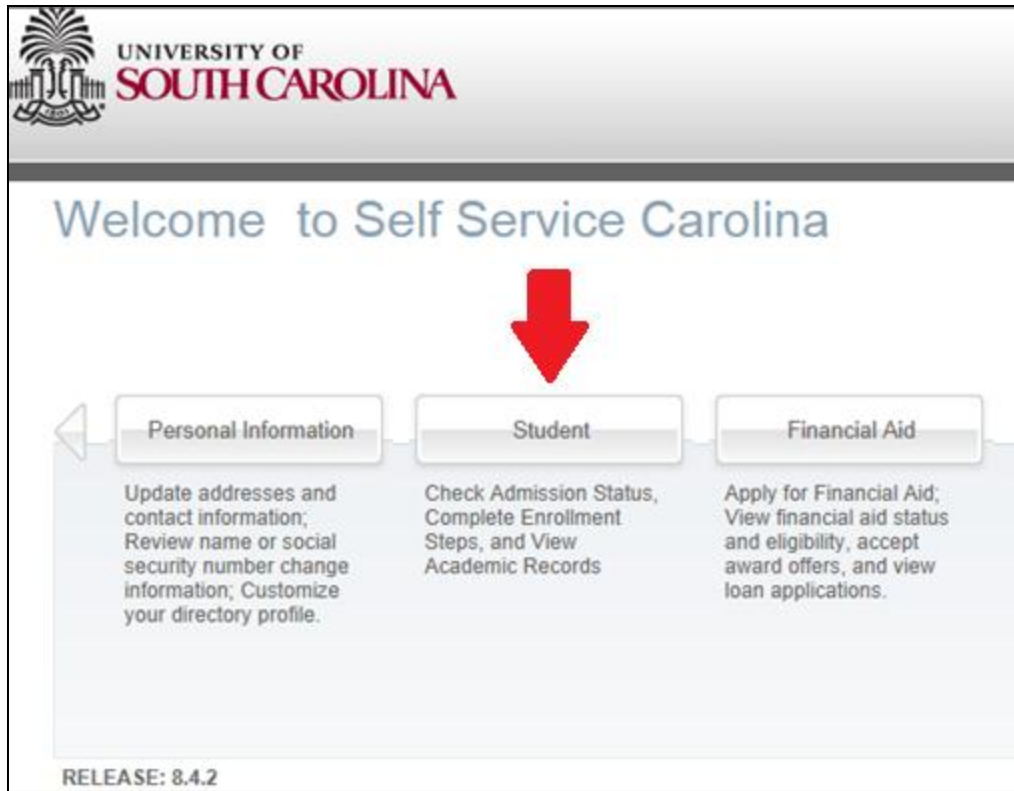 UNIVERSITY OF
SOUTH CAROLINA
Welcome to Self Service Carolina
Personal Information
Update addresses and
contact information;
Review name or social
security number change
information; Customize
your directory profile.
Student
Check Admission Status,
Complete Enrollment
Steps, and View
Academic Records
Financial Aid
Apply for Financial Aid;
View financial aid status
and eligibility, accept
award offers, and view
loan applications.
RELEASE: 8.4.2